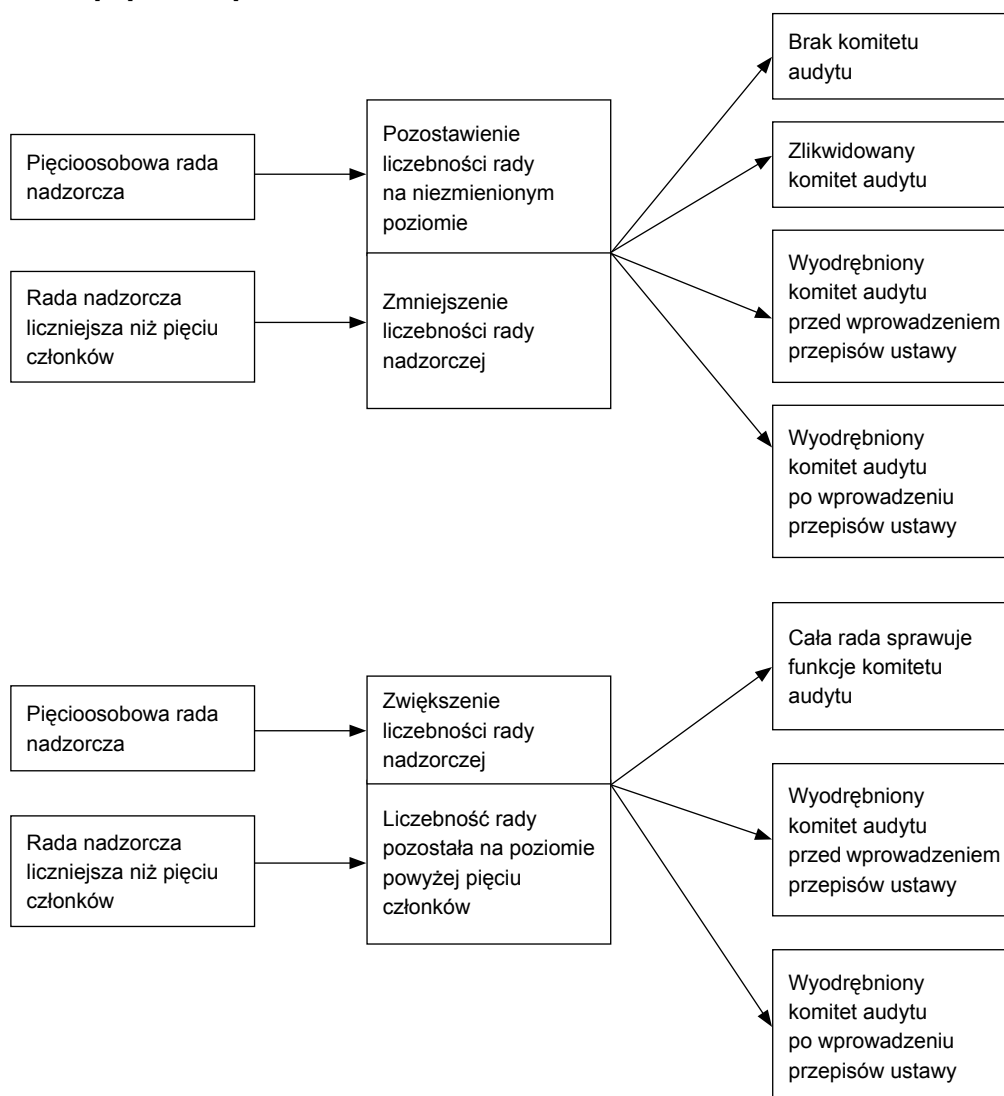 Pięcioosobowa rada
nadzorcza
Rada nadzorcza
liczniejsza niż pięciu
członków
Pozostawienie
liczebności rady
na niezmienionym
poziomie
Zmniejszenie
liczebności rady
nadzorczej
Brak komitetu
audytu
Zlikwidowany
komitet audytu
Wyodrębniony
komitet audytu
przed wprowadzeniem
przepisów ustawy
Wyodrębniony
komitet audytu
po wprowadzeniu
przepisów ustawy
Pięcioosobowa rada
nadzorcza
Rada nadzorcza
liczniejsza niż pięciu
członków
Zwiększenie
liczebności rady
nadzorczej
Liczebność rady
pozostała na poziomie
powyżej pięciu
członków
Cała rada sprawuje
funkcje komitetu
audytu
Wyodrębniony
komitet audytu
przed wprowadzeniem
przepisów ustawy
Wyodrębniony
komitet audytu
po wprowadzeniu
przepisów ustawy